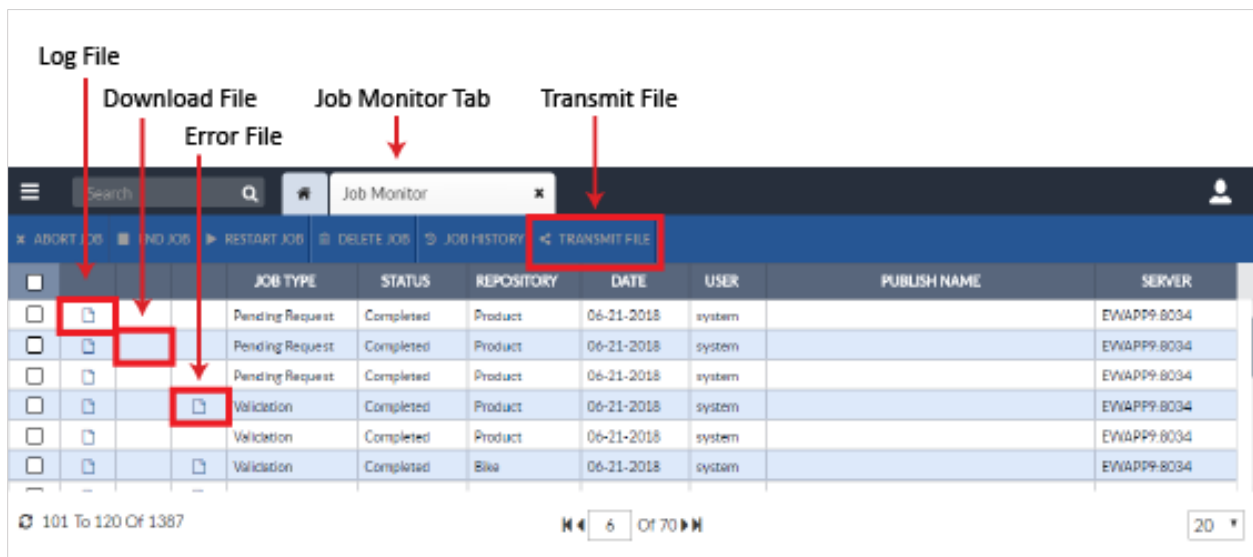 Log File
Download File
Job Monitor Tab
Transmit File
Error File
Search
Job Monitor
ABORT JOB
END JOB
RESTART JOB
DELETE JOB
JOB HISTORY
TRANSMIT FILE
JOB TYPE STATUS REPOSITORY DATE USER PUBLISH NAME SERVER
Pending Request Completed Product 06-21-2018 system EWAPP9:8034
Pending Request Completed Product 06-21-2018 system EWAPP9:8034
Pending Request Completed Product 06-21-2018 system EWAPP9:8034
Validation Completed Product 06-21-2018 system EWAPP9:8034
Validation Completed Product 06-21-2018 system EWAPP9:8034
Validation Completed Bike 06-21-2018 system EWAPP9:8034
101 To 120 Of 1387
6 Of 70
20